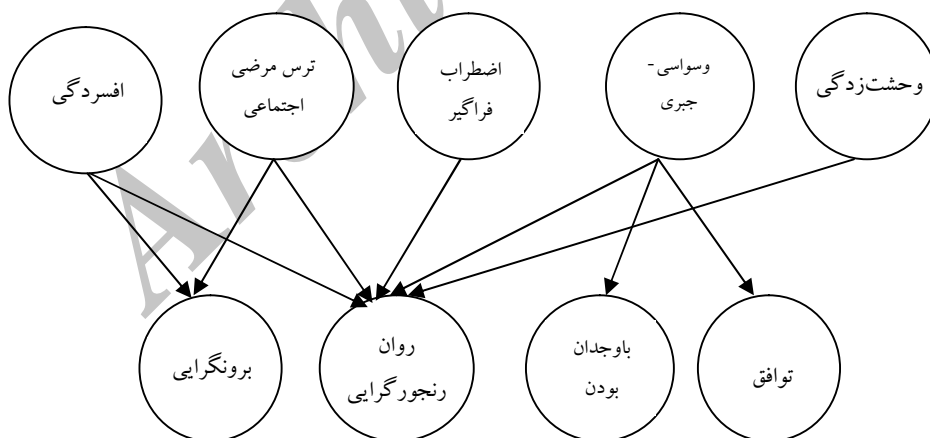 وحشت‌زدگی
وسواسی-
جبری
اضطراب
فراگیر
ترس مرضی
اجتماعی
افسردگی
توافق
باوجدان
بودن
روان
رنجورگرایی
برونگرایی